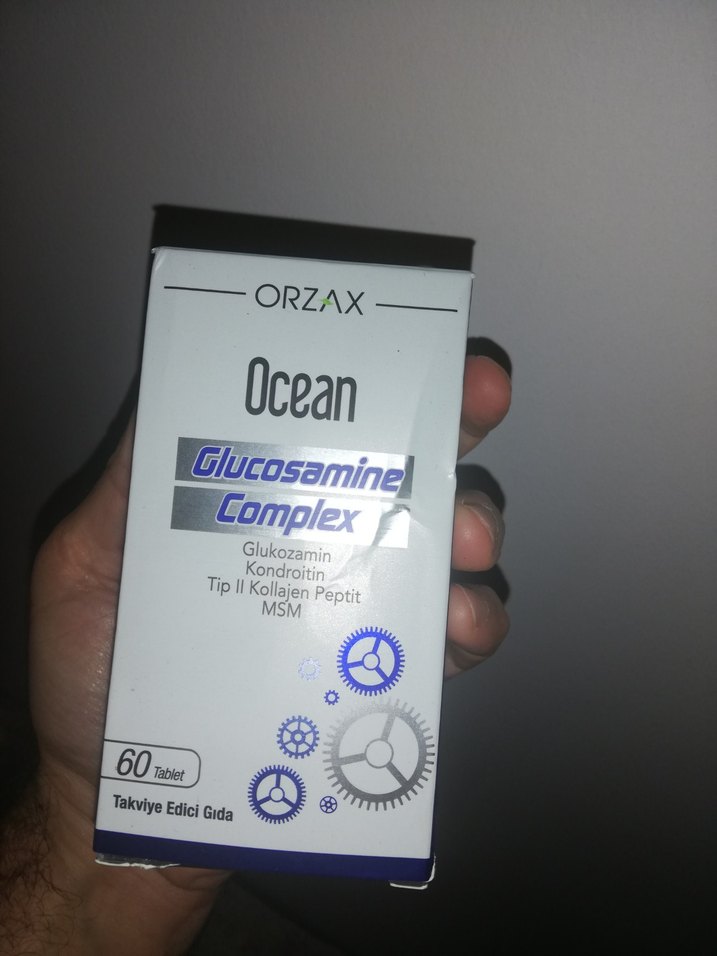 ORZAX
Ocean
Glucosamine
Complex
Glukozamin
Kondroitin
Tip II Kollajen Peptit
MSM
60 Tablet
Takviye Edici Gıda